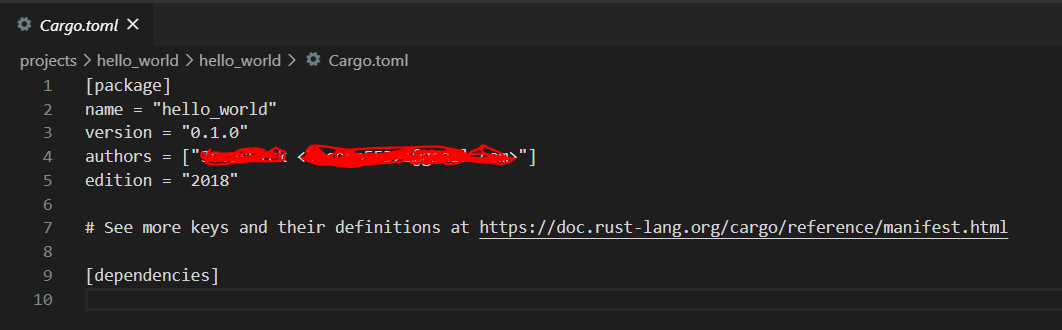 Cargo.toml
projects > hello_world > hello_world > Cargo.toml
1 [package]
2 name = "hello_world"
3 version = "0.1.0"
4 authors = [" < >"]
5 edition = "2018"
6
7 # See more keys and their definitions at https://doc.rust-lang.org/cargo/reference/manifest.html
8
9 [dependencies]
10